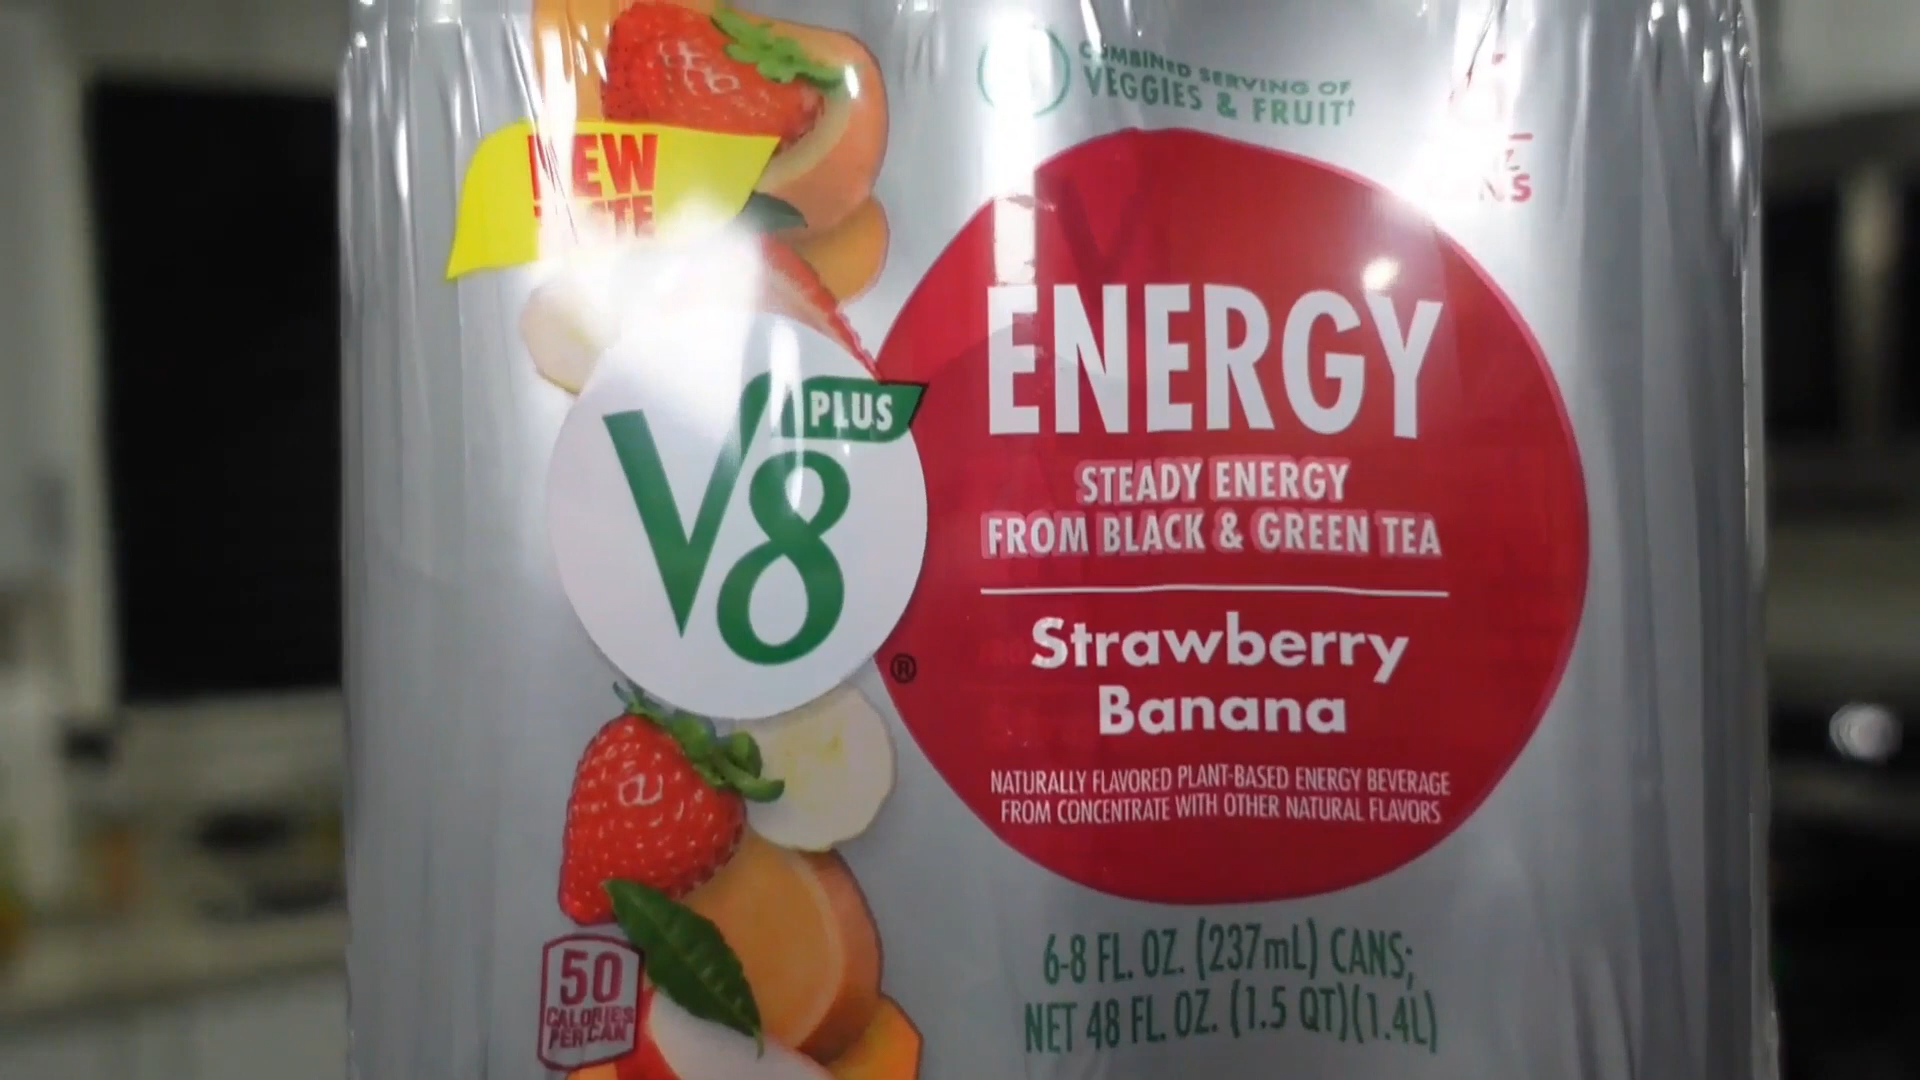 COMBINED SERVING OF
VEGGIES & FRUIT†
NEW
ENERGY
PLUS
V8
®
STEADY ENERGY
FROM BLACK & GREEN TEA
Strawberry
Banana
NATURALLY FLAVORED PLANT-BASED ENERGY BEVERAGE
FROM CONCENTRATE WITH OTHER NATURAL FLAVORS
50
CALORIES
PER CAN
6-8 FL. OZ. (237mL) CANS;
NET 48 FL. OZ. (1.5 QT)(1.4L)